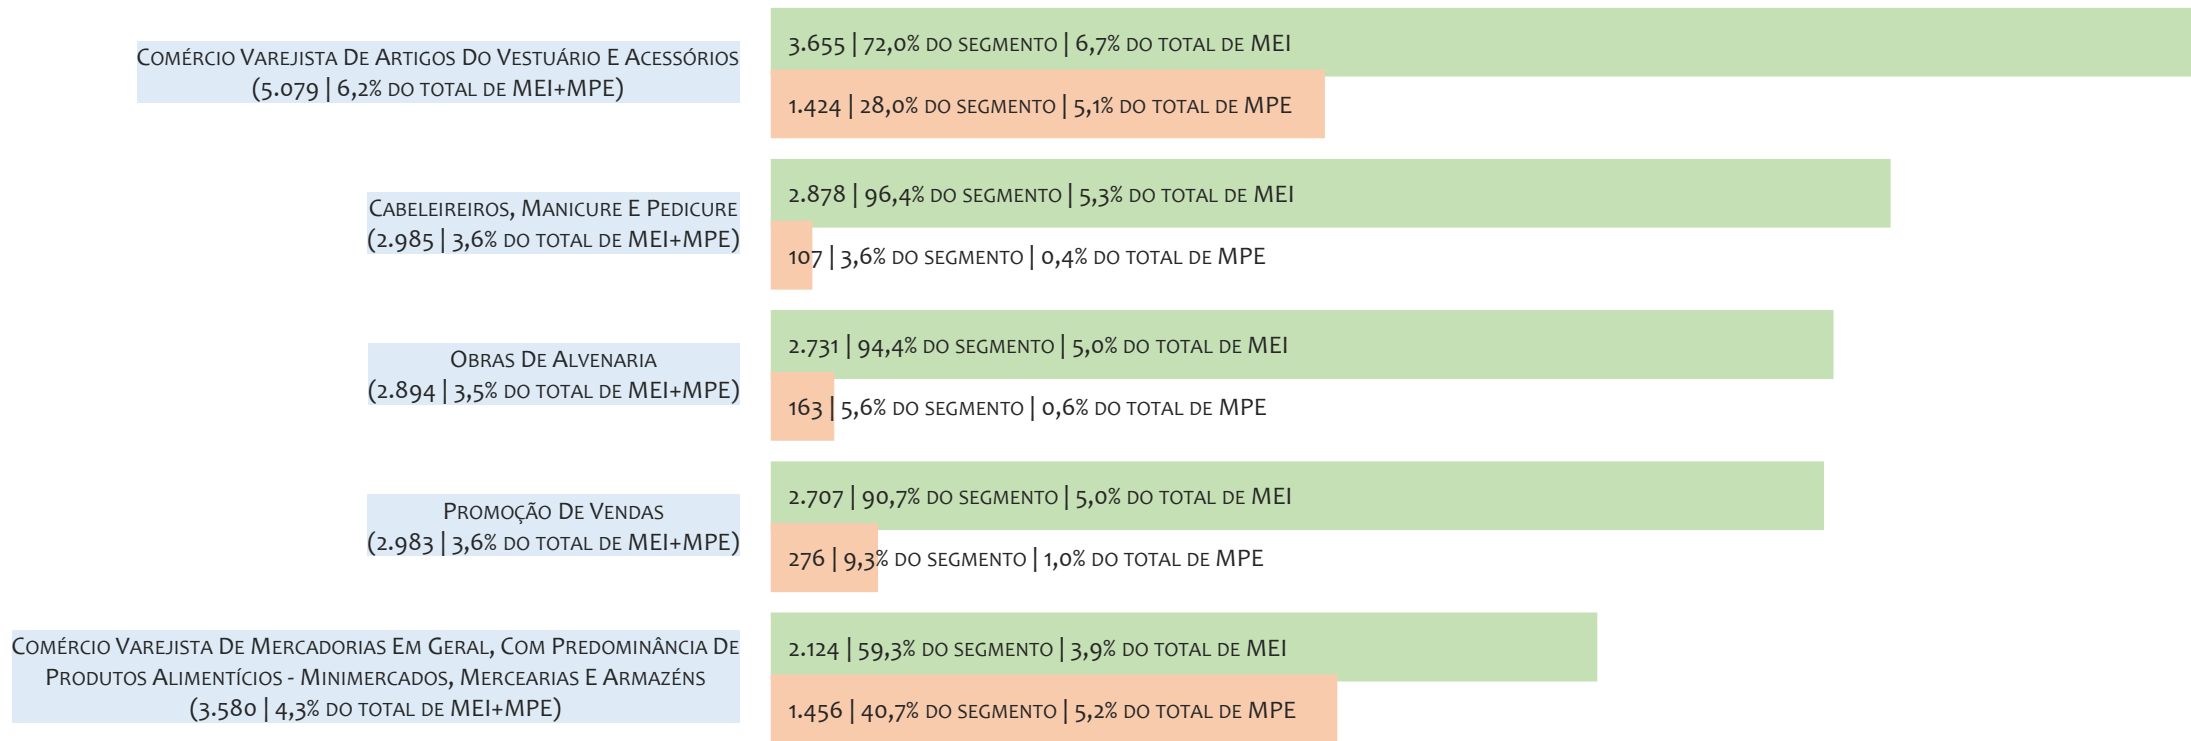 Comércio Varejista De Artigos Do Vestuário E Acessórios
(5.079 | 6,2% do total de MEI+MPE)
3.655 | 72,0% do segmento | 6,7% do total de MEI
1.424 | 28,0% do segmento | 5,1% do total de MPE
Cabeleireiros, Manicure E Pedicure
(2.985 | 3,6% do total de MEI+MPE)
2.878 | 96,4% do segmento | 5,3% do total de MEI
107 | 3,6% do segmento | 0,4% do total de MPE
Obras De Alvenaria
(2.894 | 3,5% do total de MEI+MPE)
2.731 | 94,4% do segmento | 5,0% do total de MEI
163 | 5,6% do segmento | 0,6% do total de MPE
Promoção De Vendas
(2.983 | 3,6% do total de MEI+MPE)
2.707 | 90,7% do segmento | 5,0% do total de MEI
276 | 9,3% do segmento | 1,0% do total de MPE
Comércio Varejista De Mercadorias Em Geral, Com Predominância De
Produtos Alimentícios - Minimercados, Mercearias E Armazéns
(3.580 | 4,3% do total de MEI+MPE)
2.124 | 59,3% do segmento | 3,9% do total de MEI
1.456 | 40,7% do segmento | 5,2% do total de MPE